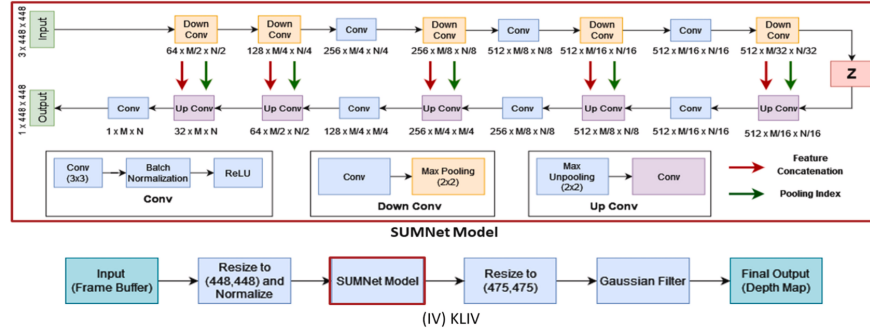 3 x 448 x 448
Input
Down Conv
Down Conv
Conv
Down Conv
Conv
Down Conv
Conv
Down Conv
64 x M/2 x N/2
128 x M/4 x N/4
256 x M/4 x N/4
256 x M/8 x N/8
512 x M/8 x N/8
512 x M/16 x N/16
512 x M/16 x N/16
512 x M/32 x N/32
Z
1 x 448 x 448
Output
Conv
Up Conv
Up Conv
Conv
Up Conv
Conv
Up Conv
Conv
Up Conv
1 x M x N
32 x M x N
64 x M/2 x N/2
128 x M/4 x M/4
256 x M/4 x M/4
256 x M/8 x N/8
512 x M/8 x N/8
512 x M/16 x N/16
512 x M/16 x N/16
Conv
(3x3)
Batch
Normalization
ReLU
Conv
Conv
Max Pooling
(2x2)
Down Conv
Max
Unpooling
(2x2)
Conv
Up Conv
Feature
Concatenation
Pooling Index
SUMNet Model
Input
(Frame Buffer)
Resize to
(448,448) and
Normalize
SUMNet Model
Resize to
(475,475)
Gaussian Filter
Final Output
(Depth Map)
(IV) KLIV